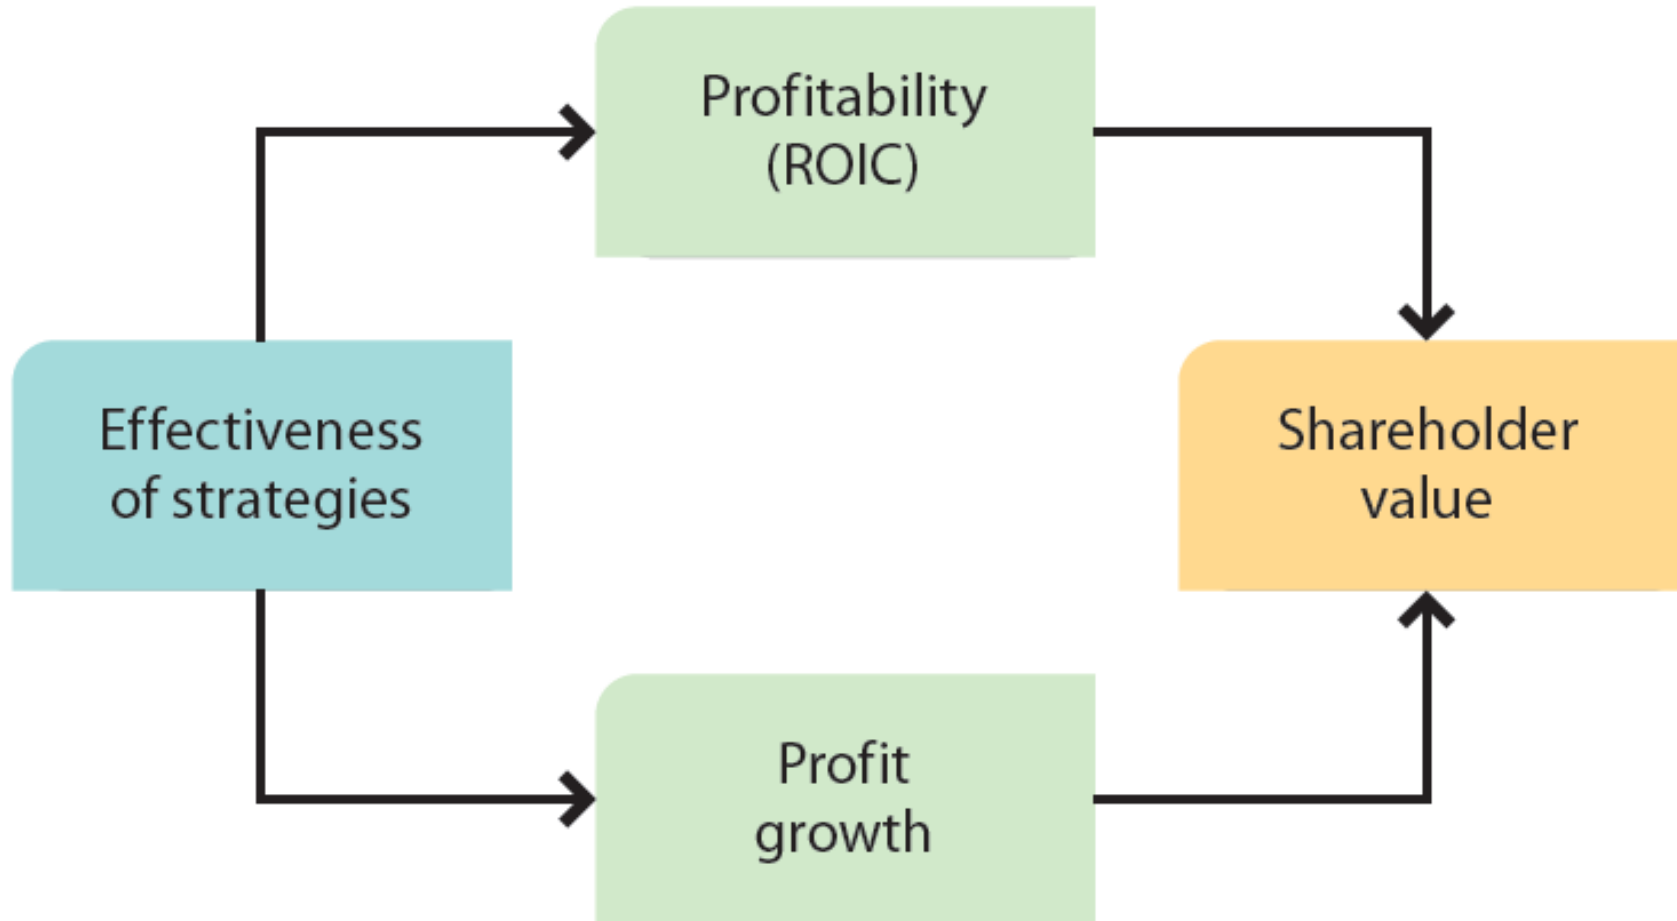 Profitability
(ROIC)
Effectiveness
of strategies
Shareholder
value
Profit
growth